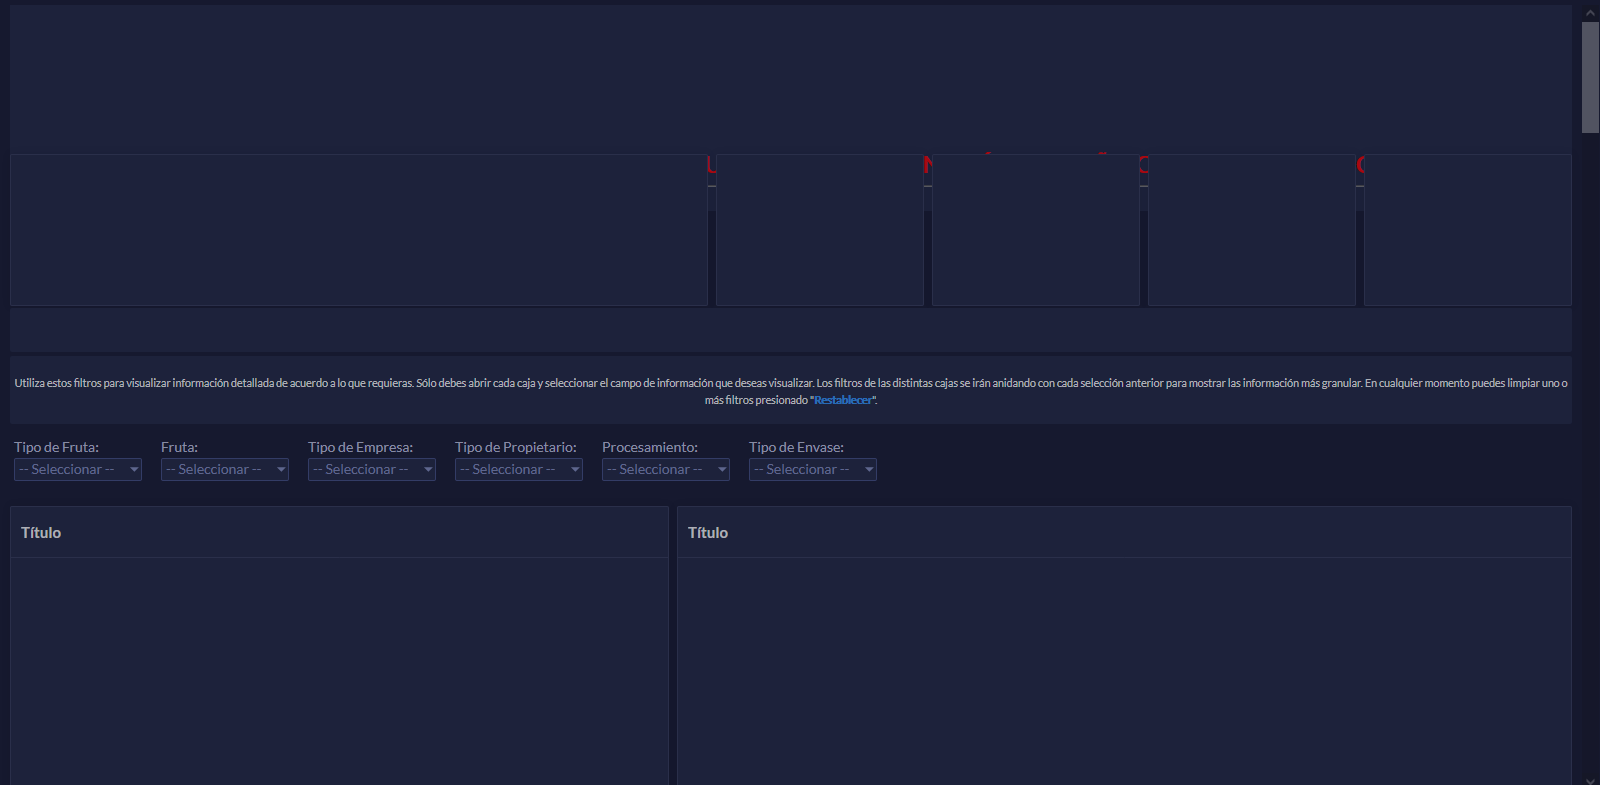 Utiliza estos filtros para visualizar información detallada de acuerdo a lo que requieras. Sólo debes abrir cada caja y seleccionar el campo de información que deseas visualizar. Los filtros de las distintas cajas se irán anidando con cada selección anterior para mostrar las información más granular. En cualquier momento puedes limpiar uno o
más filtros presionado "Restablecer".
Tipo de Fruta: Fruta: Tipo de Empresa: Tipo de Propietario: Procesamiento: Tipo de Envase:
-- Seleccionar -- -- Seleccionar -- -- Seleccionar -- -- Seleccionar -- -- Seleccionar -- -- Seleccionar --
Título Título